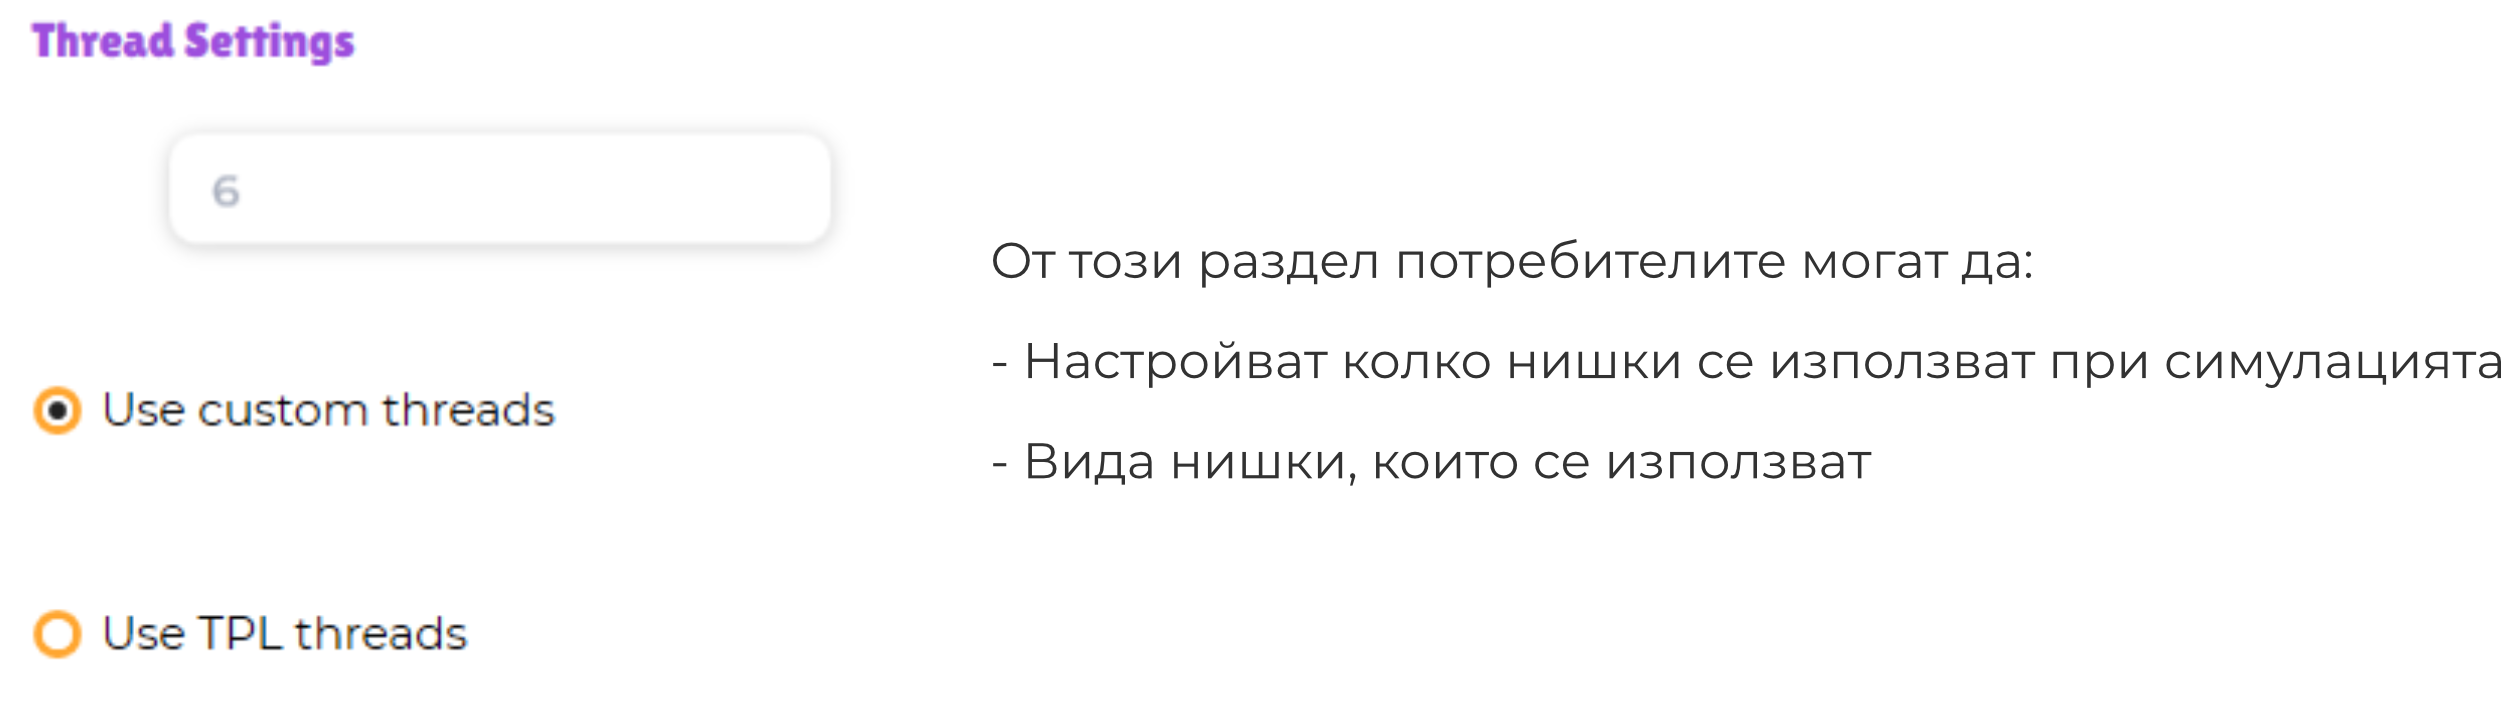 Thread Settings
6
От този раздел потребителите могат да:
- Настройват колко нишки се използват при симулацията
- Вида нишки, които се използват
Use custom threads
Use TPL threads